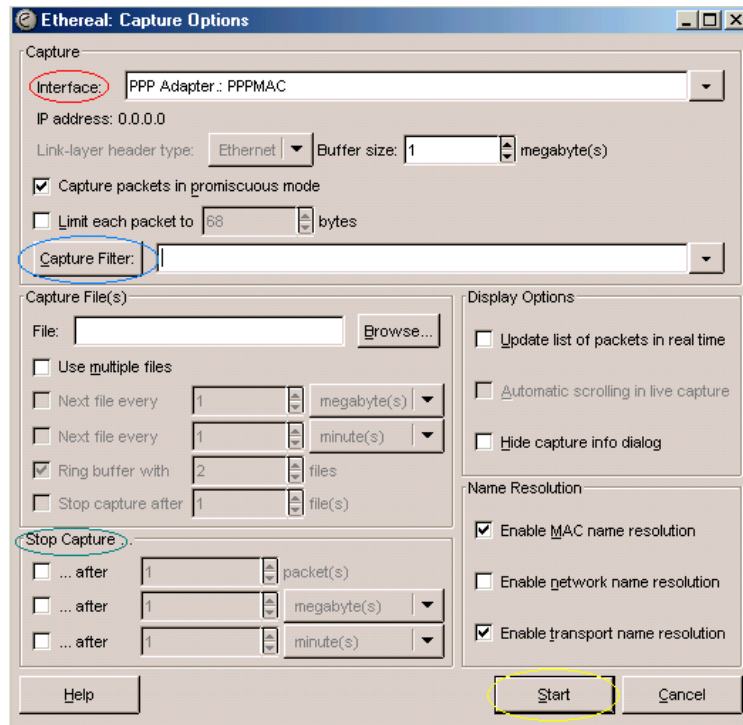 Ethereal: Capture Options
Capture
Interface: PPP Adapter.: PPPMAC
IP address: 0.0.0.0
Link-layer header type: Ethernet Buffer size: 1 megabyte(s)
Capture packets in promiscuous mode
Limit each packet to 68 bytes
Capture Filter:
Capture File(s)
File: Browse...
Use multiple files
Next file every 1 megabyte(s)
Next file every 1 minute(s)
Ring buffer with 2 files
Stop capture after 1 file(s)
Stop Capture ...
... after 1 packet(s)
... after 1 megabyte(s)
... after 1 minute(s)
Display Options
Update list of packets in real time
Automatic scrolling in live capture
Hide capture info dialog
Name Resolution
Enable MAC name resolution
Enable network name resolution
Enable transport name resolution
Help Start Cancel